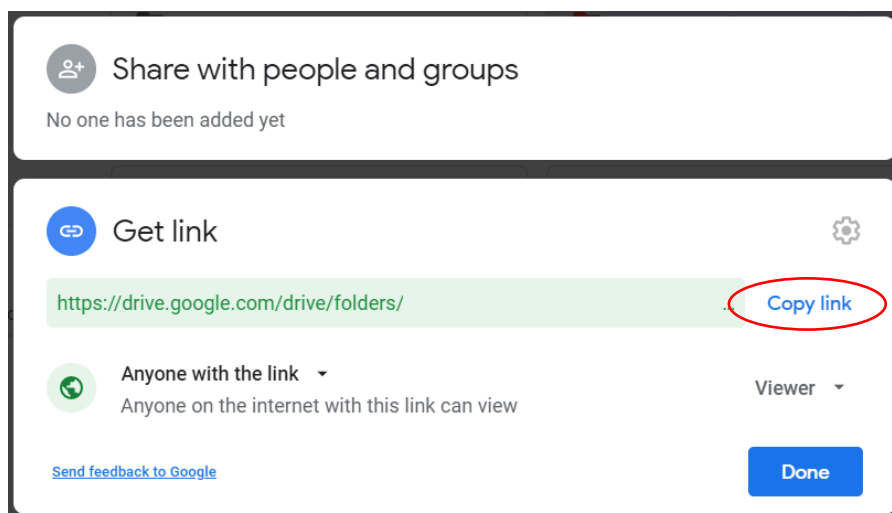 Share with people and groups
No one has been added yet
Get link
https://drive.google.com/drive/folders/ ... Copy link
Anyone with the link
Anyone on the internet with this link can view
Viewer
Send feedback to Google
Done